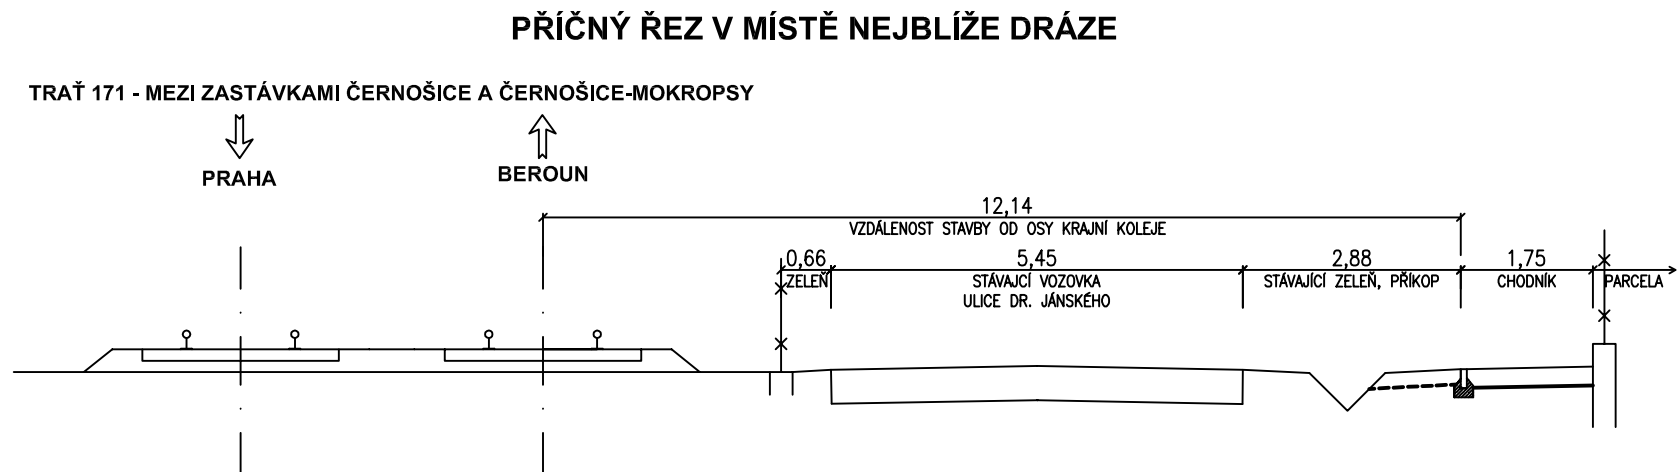 PŘÍČNÝ ŘEZ V MÍSTĚ NEJBLÍŽE DRÁZE
TRAŤ 171 - MEZI ZASTÁVKAMI ČERNOŠICE A ČERNOŠICE-MOKROPSY
PRAHA
BEROUN
12,14
VZDÁLENOST STAVBY OD OSY KRAJNÍ KOLEJE
0,66
ZELEŇ
5,45
STÁVAJCÍ VOZOVKA
ULICE DR. JÁNSKÉHO
2,88
STÁVAJÍCÍ ZELEŇ, PŘÍKOP
1,75
CHODNÍK
PARCELA